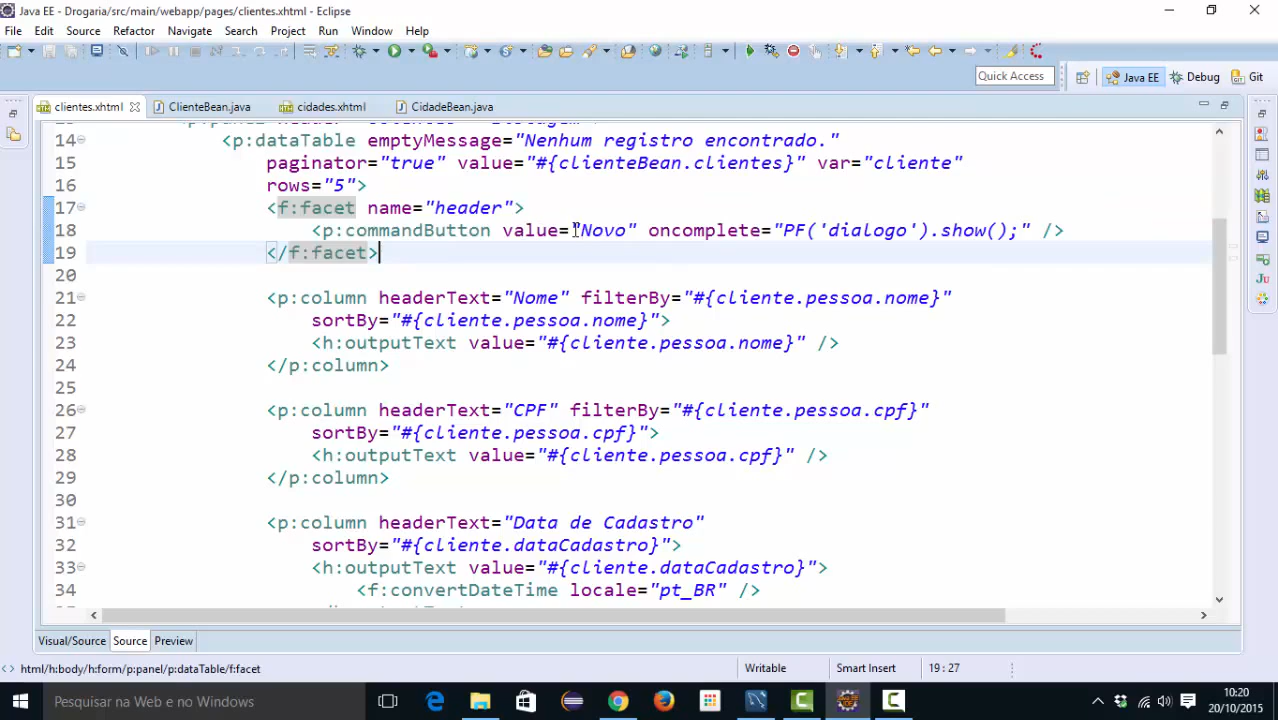 Java EE - Drogaria/src/main/webapp/pages/clientes.xhtml - Eclipse
File Edit Source Refactor Navigate Search Project Run Window Help
Quick Access Java EE Debug Git
clientes.xhtml ClienteBean.java cidades.xhtml CidadeBean.java
14 <p:dataTable emptyMessage="Nenhum registro encontrado."
15 paginator="true" value="#{clienteBean.clientes}" var="cliente"
16 rows="5">
17 <f:facet name="header">
18 <p:commandButton value="Novo" oncomplete="PF('dialogo').show();" />
19 </f:facet>
20
21 <p:column headerText="Nome" filterBy="#{cliente.pessoa.nome}"
22 sortBy="#{cliente.pessoa.nome}">
23 <h:outputText value="#{cliente.pessoa.nome}" />
24 </p:column>
25
26 <p:column headerText="CPF" filterBy="#{cliente.pessoa.cpf}"
27 sortBy="#{cliente.pessoa.cpf}">
28 <h:outputText value="#{cliente.pessoa.cpf}" />
29 </p:column>
30
31 <p:column headerText="Data de Cadastro"
32 sortBy="#{cliente.dataCadastro}">
33 <h:outputText value="#{cliente.dataCadastro}">
34 <f:convertDateTime locale="pt_BR" />
Visual/Source Source Preview
html/h:body/h:form/p:panel/p:dataTable/f:facet Writable Smart Insert 19 : 27
Pesquisar na Web e no Windows
10:20
20/10/2015